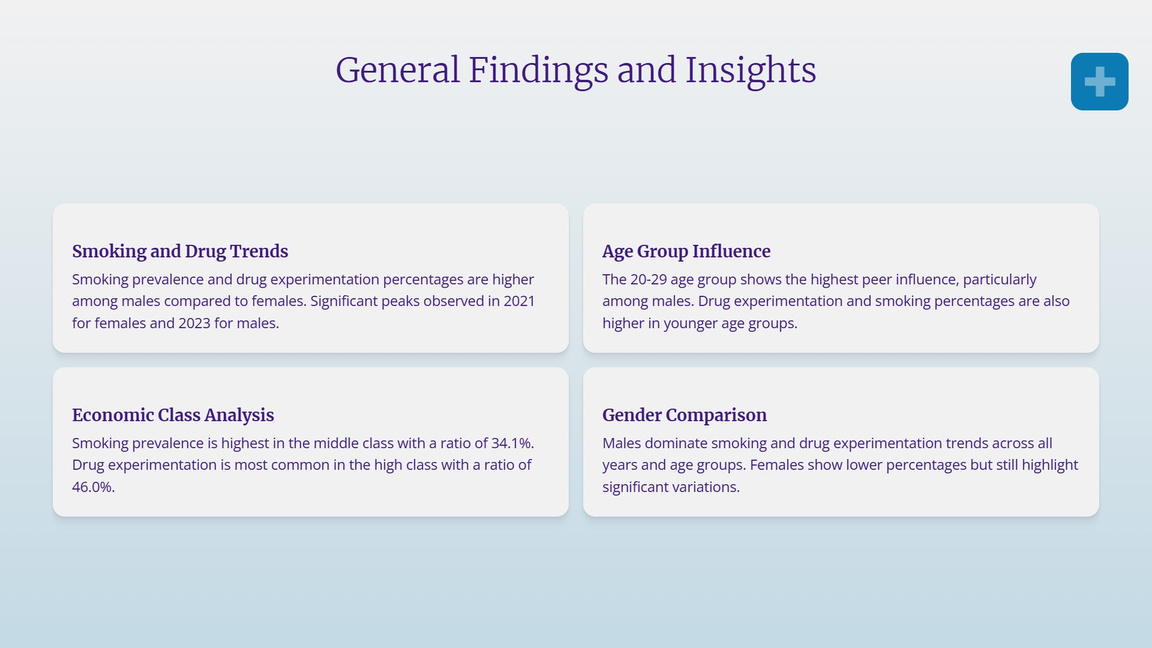 General Findings and Insights
Smoking and Drug Trends
Smoking prevalence and drug experimentation percentages are higher
among males compared to females. Significant peaks observed in 2021
for females and 2023 for males.
Age Group Influence
The 20-29 age group shows the highest peer influence, particularly
among males. Drug experimentation and smoking percentages are also
higher in younger age groups.
Economic Class Analysis
Smoking prevalence is highest in the middle class with a ratio of 34.1%.
Drug experimentation is most common in the high class with a ratio of
46.0%.
Gender Comparison
Males dominate smoking and drug experimentation trends across all
years and age groups. Females show lower percentages but still highlight
significant variations.